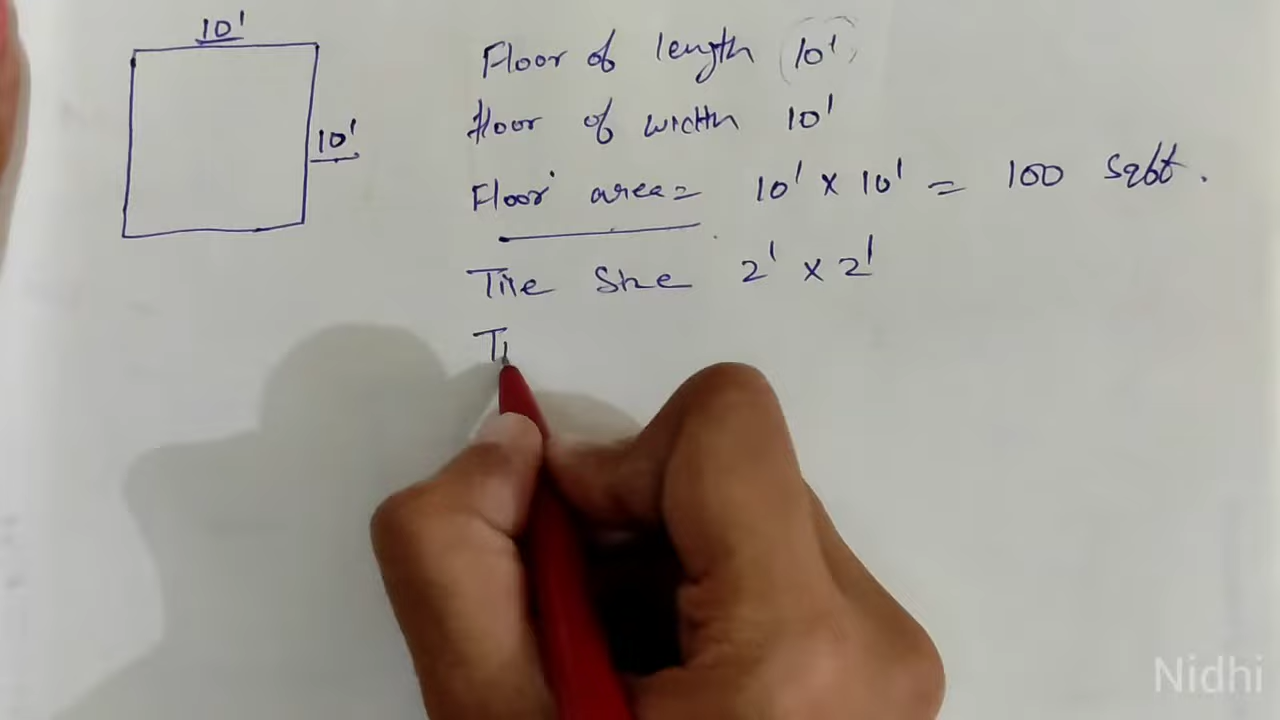 10'
10'
Floor of length 10'
floor of width 10'
Floor area= 10' x 10' = 100 Sqft.
Tile Size 2' x 2'
Ti
Nidhi